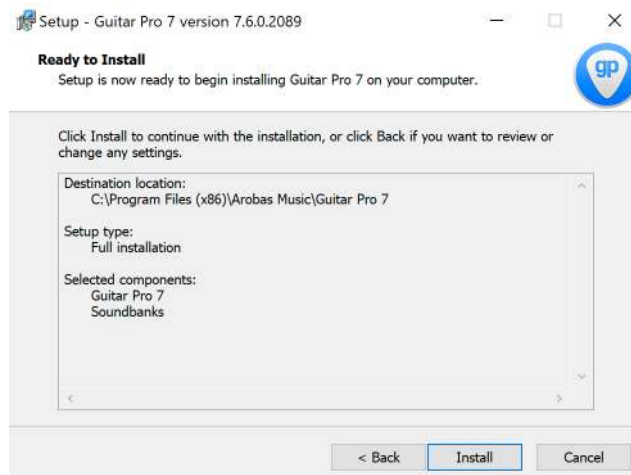 Setup - Guitar Pro 7 version 7.6.0.2089
Ready to Install
Setup is now ready to begin installing Guitar Pro 7 on your computer.
gp
Click Install to continue with the installation, or click Back if you want to review or
change any settings.
Destination location:
C:\Program Files (x86)\Arobas Music\Guitar Pro 7
Setup type:
Full installation
Selected components:
Guitar Pro 7
Soundbanks
< Back Install Cancel